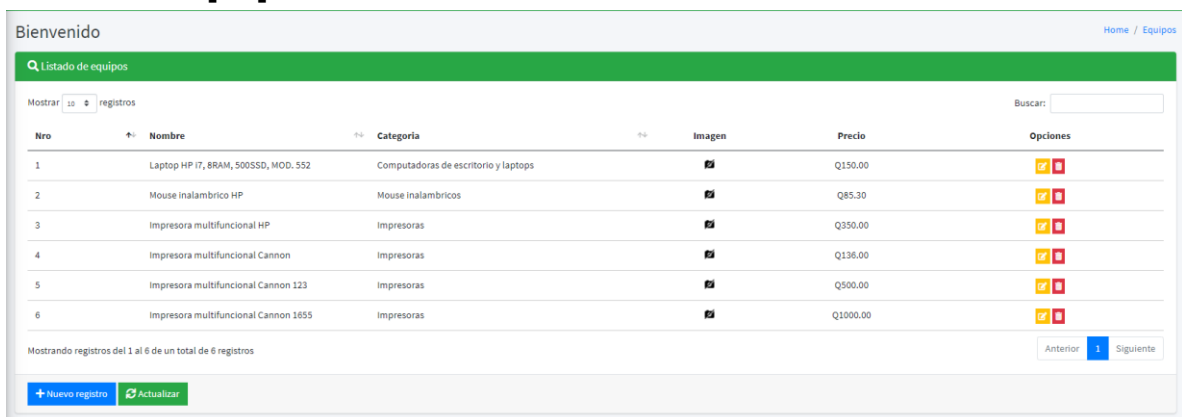 Bienvenido
Home / Equipos
Listado de equipos
Mostrar 10 registros
Buscar:
Nro Nombre Categoria Imagen Precio Opciones
1 Laptop HP I7, 8RAM, 500SSD, MOD. 552 Computadoras de escritorio y laptops Q150.00
2 Mouse inalambrico HP Mouse inalambricos Q85.30
3 Impresora multifuncional HP Impresoras Q350.00
4 Impresora multifuncional Cannon Impresoras Q136.00
5 Impresora multifuncional Cannon 123 Impresoras Q500.00
6 Impresora multifuncional Cannon 1655 Impresoras Q1000.00
Mostrando registros del 1 al 6 de un total de 6 registros
Anterior 1 Siguiente
Nuevo registro Actualizar